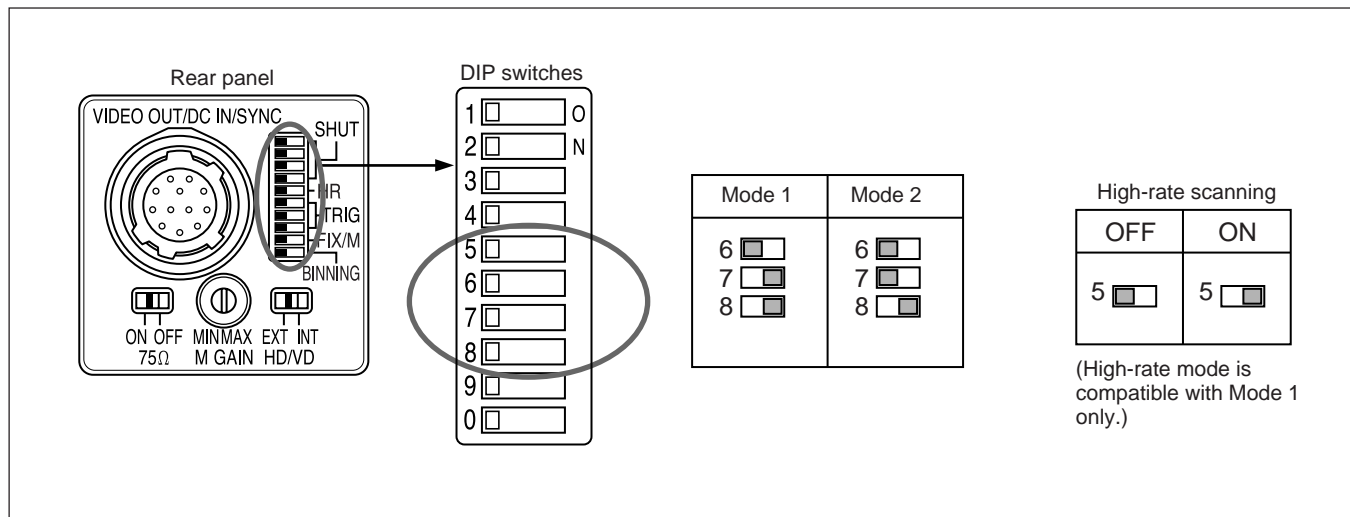 Rear panel
VIDEO OUT/DC IN/SYNC
SHUT
HR
TRIG
FIX/M
BINNING
ON OFF
75Ω
MIN MAX
M GAIN
EXT INT
HD/VD
DIP switches
1 O
2 N
3
4
5
6
7
8
9
0
Mode 1
6
7
8
Mode 2
6
7
8
High-rate scanning
OFF ON
5 5
(High-rate mode is
compatible with Mode 1
only.)